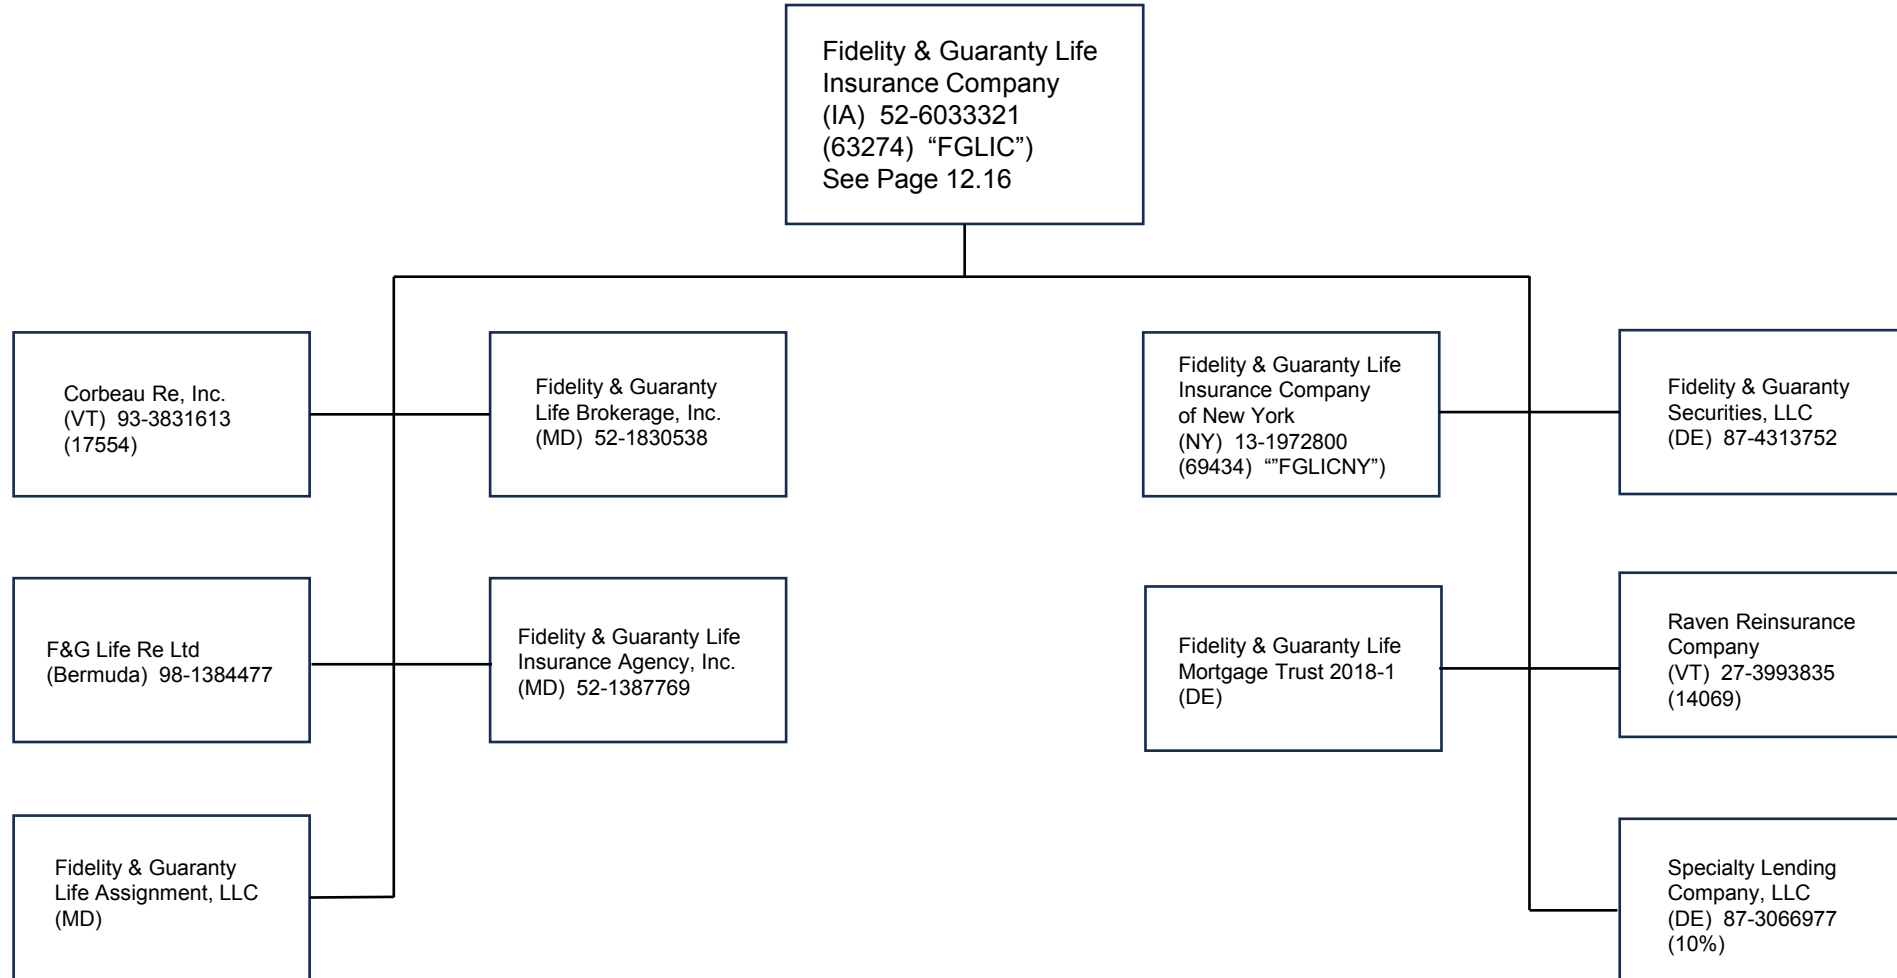 Fidelity & Guaranty Life
Insurance Company
(IA) 52-6033321
(63274) “FGLIC”)
See Page 12.16
Corbeau Re, Inc.
(VT) 93-3831613
(17554)
Fidelity & Guaranty
Life Brokerage, Inc.
(MD) 52-1830538
Fidelity & Guaranty Life
Insurance Company
of New York
(NY) 13-1972800
(69434) “”FGLICNY”)
Fidelity & Guaranty
Securities, LLC
(DE) 87-4313752
F&G Life Re Ltd
(Bermuda) 98-1384477
Fidelity & Guaranty Life
Insurance Agency, Inc.
(MD) 52-1387769
Fidelity & Guaranty Life
Mortgage Trust 2018-1
(DE)
Raven Reinsurance
Company
(VT) 27-3993835
(14069)
Fidelity & Guaranty
Life Assignment, LLC
(MD)
Specialty Lending
Company, LLC
(DE) 87-3066977
(10%)